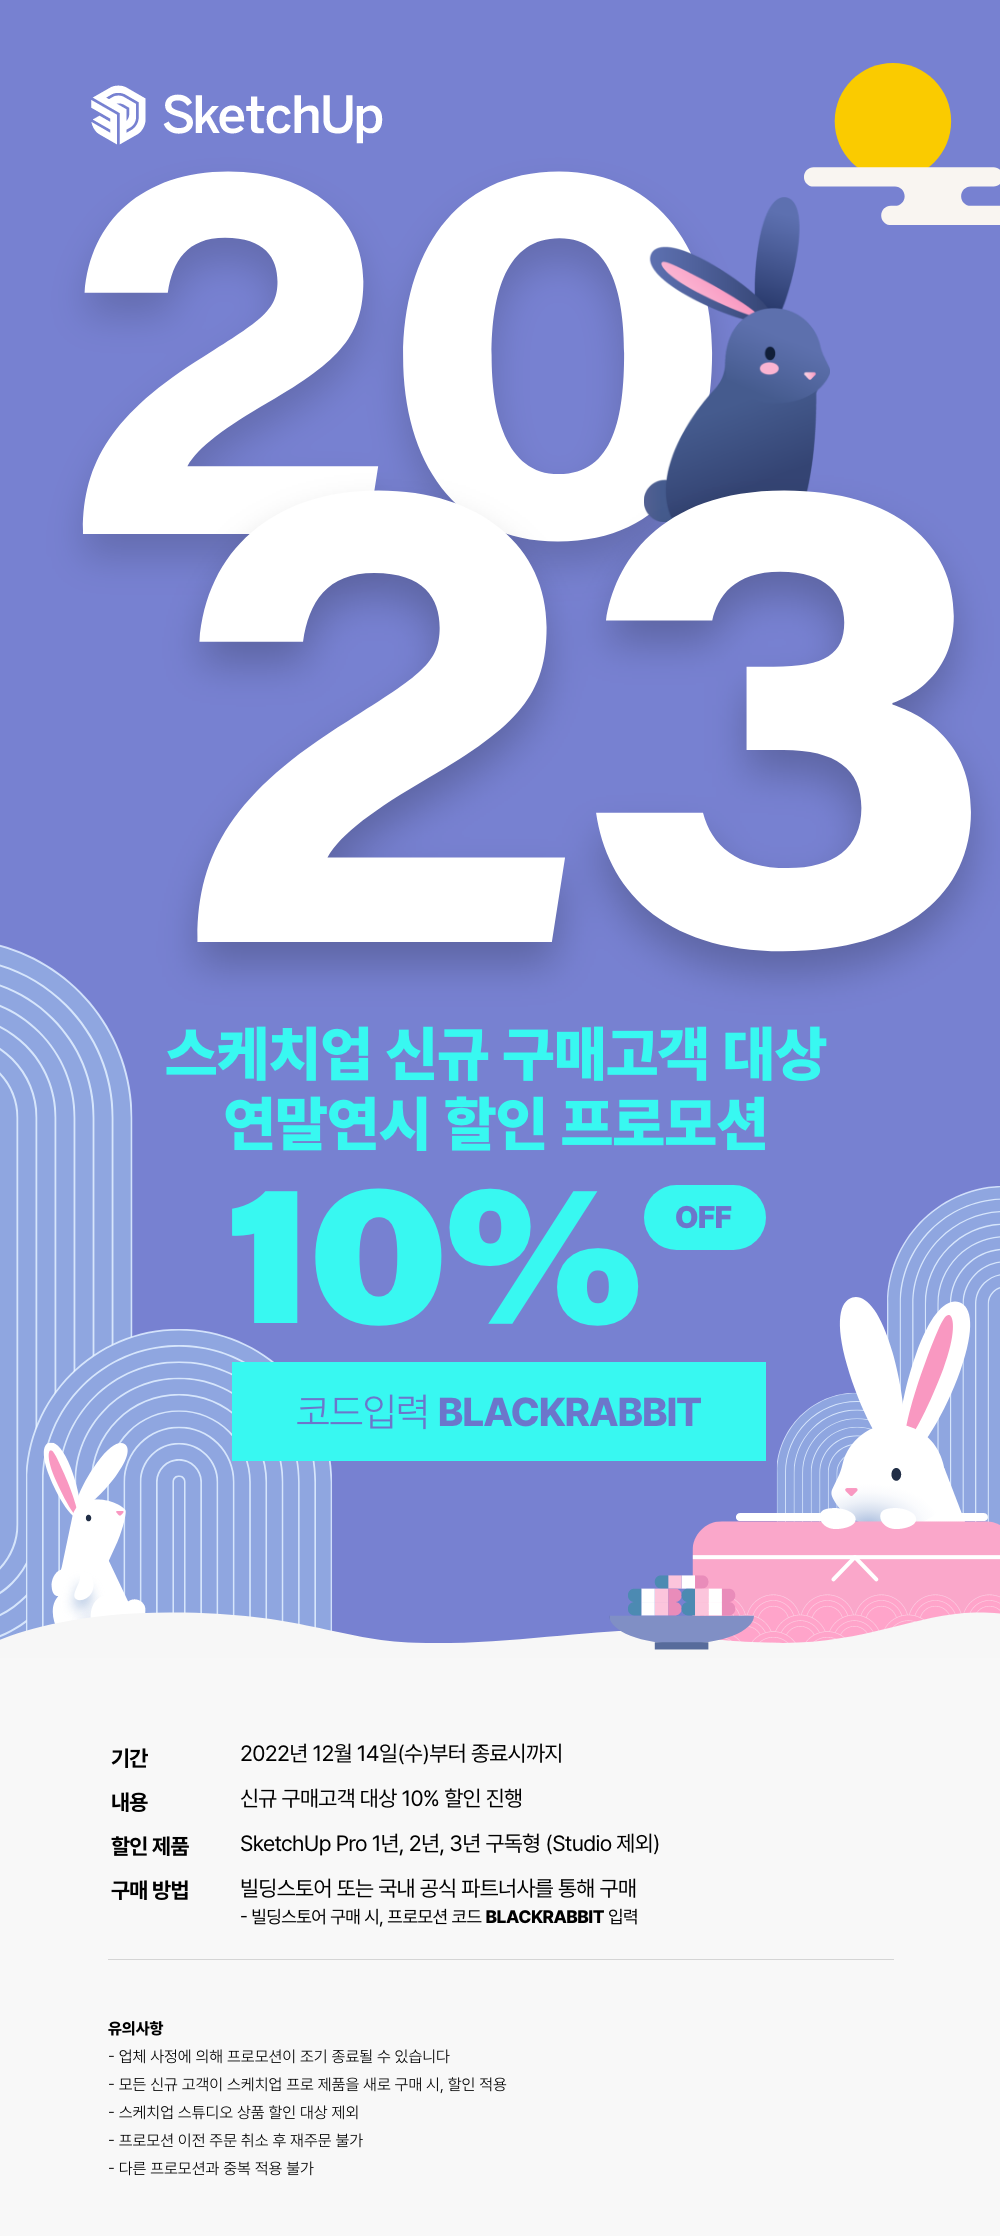 SketchUp
20
23
스케치업 신규 구매고객 대상
연말연시 할인 프로모션
10% OFF
코드입력 BLACKRABBIT
기간 2022년 12월 14일(수)부터 종료시까지
내용 신규 구매고객 대상 10% 할인 진행
할인 제품 SketchUp Pro 1년, 2년, 3년 구독형 (Studio 제외)
구매 방법 빌딩스토어 또는 국내 공식 파트너사를 통해 구매
- 빌딩스토어 구매 시, 프로모션 코드 BLACKRABBIT 입력
유의사항
- 업체 사정에 의해 프로모션이 조기 종료될 수 있습니다
- 모든 신규 고객이 스케치업 프로 제품을 새로 구매 시, 할인 적용
- 스케치업 스튜디오 상품 할인 대상 제외
- 프로모션 이전 주문 취소 후 재주문 불가
- 다른 프로모션과 중복 적용 불가